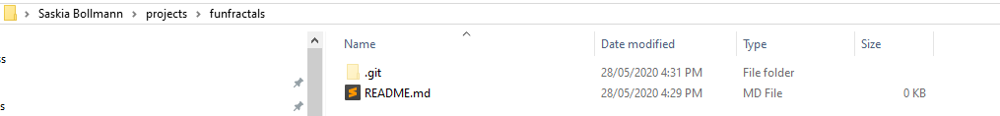 Saskia Bollmann > projects > funfractals
Name Date modified Type Size
.git 28/05/2020 4:31 PM File folder
README.md 28/05/2020 4:29 PM MD File 0 KB
ss
s